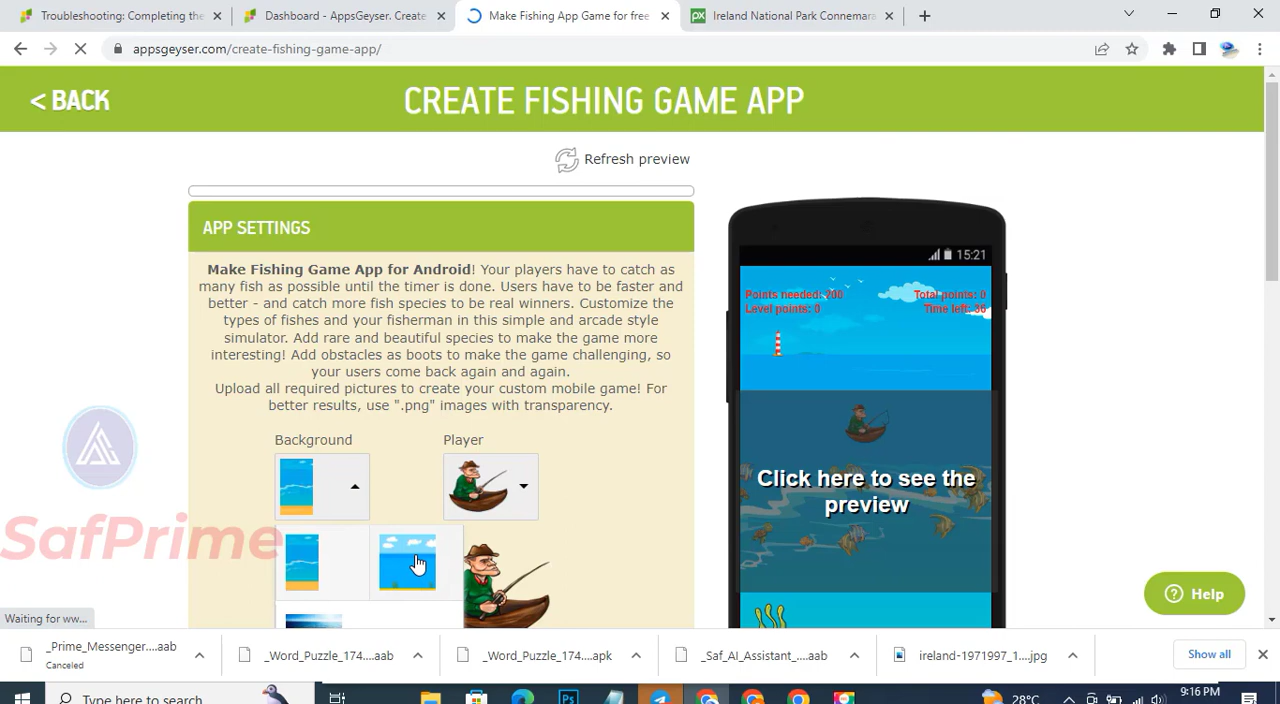 Troubleshooting: Completing the
Dashboard - AppsGeyser. Create
Make Fishing App Game for free
Ireland National Park Connemara
appsgeyser.com/create-fishing-game-app/
< BACK
CREATE FISHING GAME APP
Refresh preview
APP SETTINGS
Make Fishing Game App for Android! Your players have to catch as
many fish as possible until the timer is done. Users have to be faster and
better - and catch more fish species to be real winners. Customize the
types of fishes and your fisherman in this simple and arcade style
simulator. Add rare and beautiful species to make the game more
interesting! Add obstacles as boots to make the game challenging, so
your users come back again and again.
Upload all required pictures to create your custom mobile game! For
better results, use ".png" images with transparency.
Background
Player
15:21
Points needed: 200
Total points: 0
Level points: 0
Time left: 36
Click here to see the
preview
SafPrime
Help
Waiting for ww...
_Prime_Messenger....aab
Canceled
_Word_Puzzle_174....aab
_Word_Puzzle_174....apk
_Saf_AI_Assistant_....aab
ireland-1971997_1....jpg
Show all
Type here to search
28°C
9:16 PM